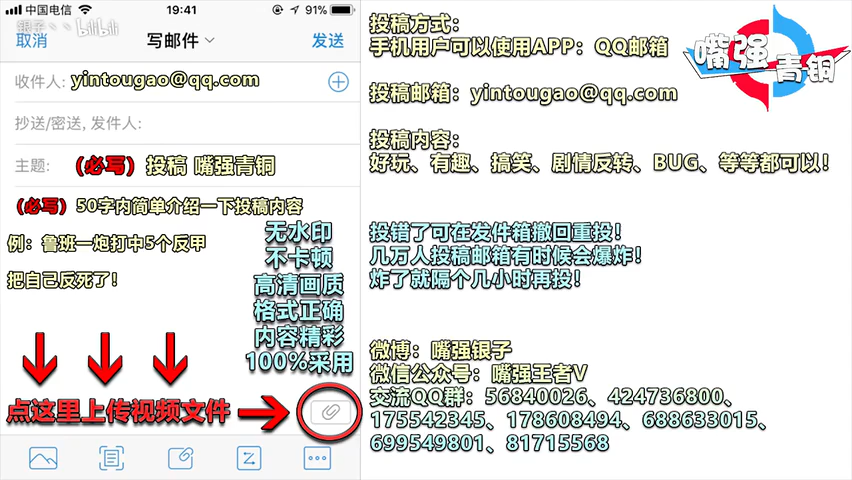 中国电信
19:41
91%
银子丶丶
bilibili
取消
写邮件
发送
收件人: yintougao@qq.com
抄送/密送, 发件人:
主题:
（必写）投稿 嘴强青铜
（必写）50字内简单介绍一下投稿内容
例：鲁班一炮打中5个反甲
把自己反死了!
无水印
不卡顿
高清画质
格式正确
内容精彩
100%采用
点这里上传视频文件
投稿方式:
手机用户可以使用APP：QQ邮箱
投稿邮箱：yintougao@qq.com
投稿内容:
好玩、有趣、搞笑、剧情反转、BUG、等等都可以!
投错了可在发件箱撤回重投!
几万人投稿邮箱有时候会爆炸!
炸了就隔个几小时再投!
微博：嘴强银子
微信公众号：嘴强王者V
交流QQ群：56840026、424736800、
175542345、178608494、688633015、
699549801、81715568
嘴强
青铜